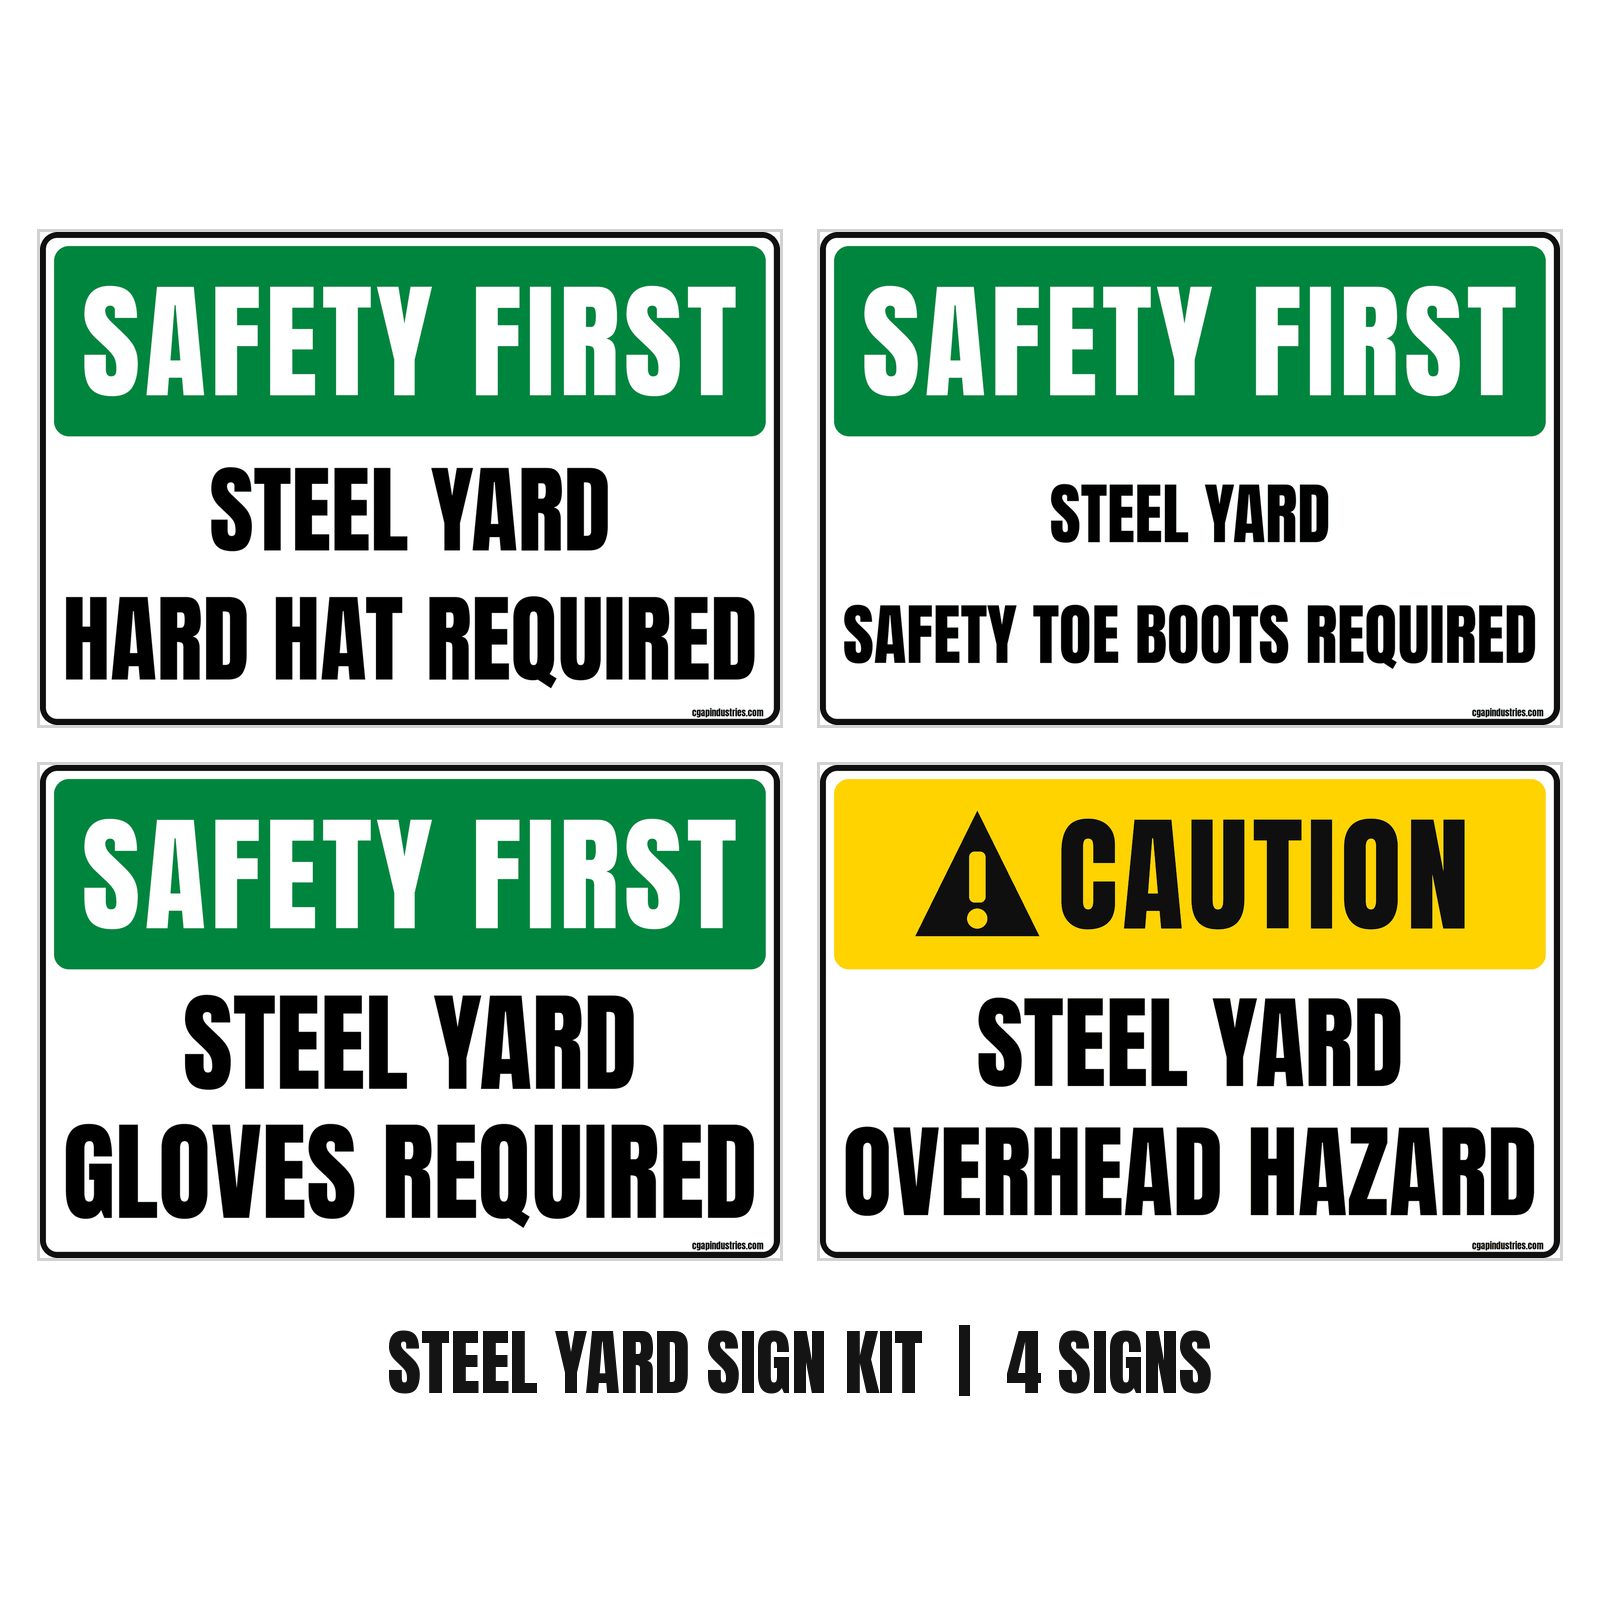 SAFETY FIRST
STEEL YARD
HARD HAT REQUIRED
cgapindustries.com
SAFETY FIRST
STEEL YARD
SAFETY TOE BOOTS REQUIRED
cgapindustries.com
SAFETY FIRST
STEEL YARD
GLOVES REQUIRED
cgapindustries.com
CAUTION
STEEL YARD
OVERHEAD HAZARD
cgapindustries.com
STEEL YARD SIGN KIT | 4 SIGNS